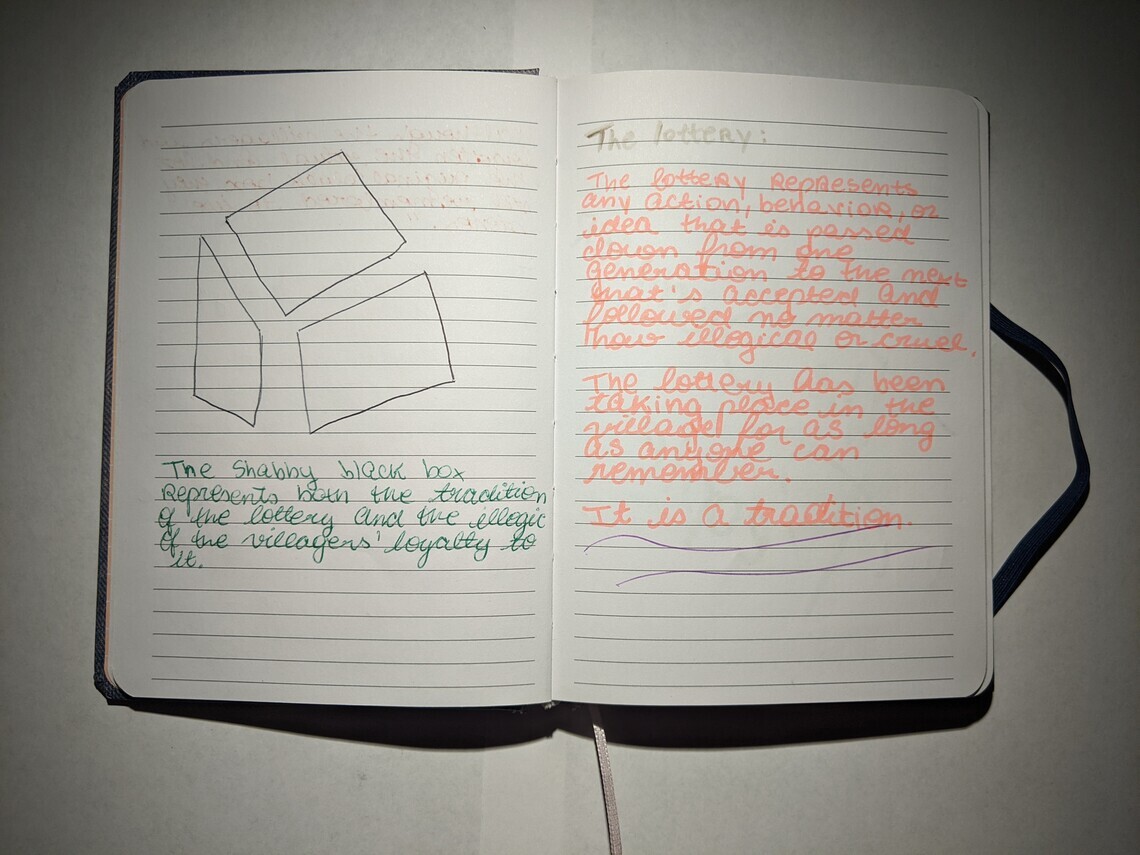 The Shabby black box
Represents both the tradition
of the lottery and the illogic
of the villagers' loyalty to
it.
The lottery:
The lottery Represents
any action, behavior, or
idea that is passed
down from one
generation to the next
that's accepted and
followed no matter
how illogical or cruel.
The lottery has been
taking place in the
village for as long
as anyone can
remember.
It is a tradition.